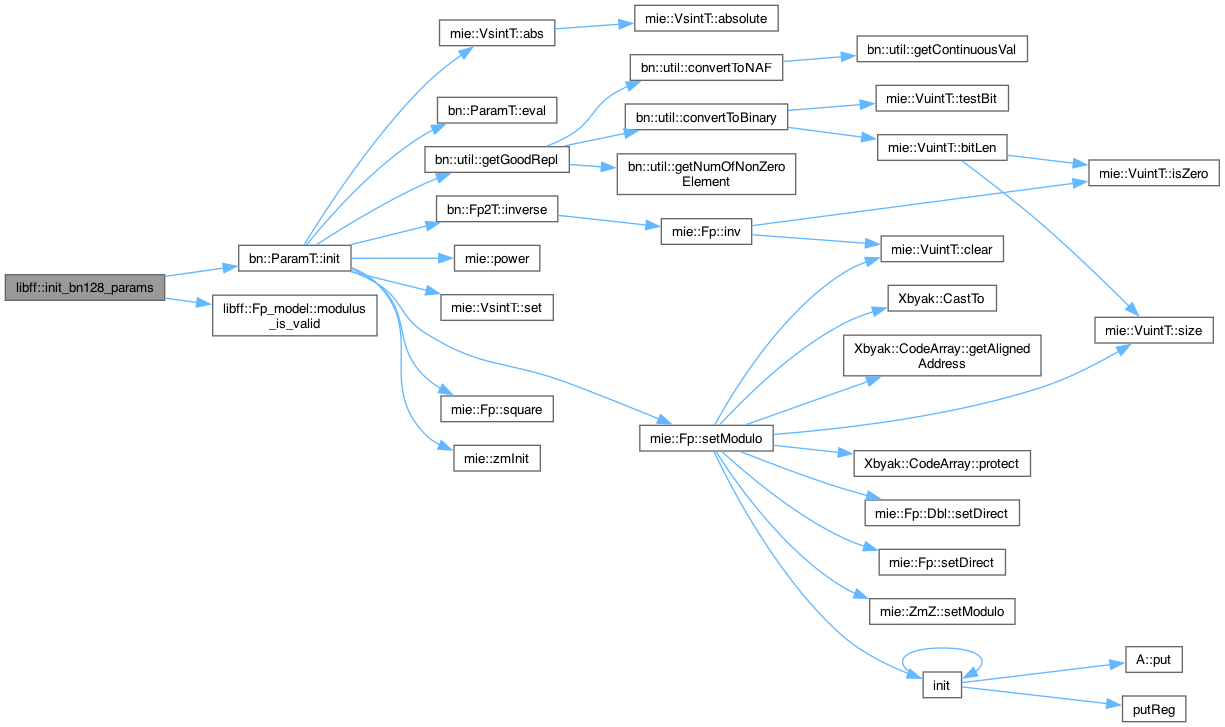 mie::VsintT::abs
mie::VsintT::absolute
bn::util::getContinuousVal
bn::util::convertToNAF
bn::ParamT::eval
mie::VuintT::testBit
bn::util::convertToBinary
mie::VuintT::bitLen
bn::util::getGoodRepl
bn::util::getNumOfNonZero
Element
mie::VuintT::isZero
bn::Fp2T::inverse
mie::Fp::inv
mie::VuintT::clear
bn::ParamT::init
mie::power
libff::init_bn128_params
libff::Fp_model::modulus
_is_valid
mie::VsintT::set
Xbyak::CastTo
mie::VuintT::size
Xbyak::CodeArray::getAligned
Address
mie::Fp::square
mie::Fp::setModulo
mie::zmInit
Xbyak::CodeArray::protect
mie::Fp::Dbl::setDirect
mie::Fp::setDirect
mie::ZmZ::setModulo
init
A::put
putReg